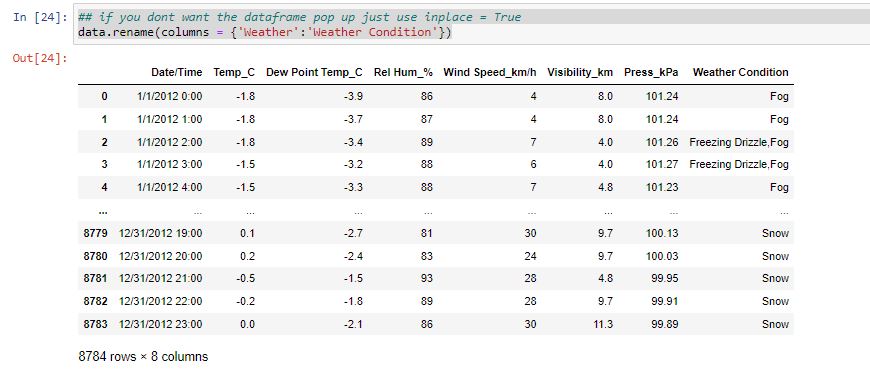 In [24]: ## if you dont want the dataframe pop up just use inplace = True
data.rename(columns = {'Weather':'Weather Condition'})
Out[24]:
Date/Time Temp_C Dew Point Temp_C Rel Hum_% Wind Speed_km/h Visibility_km Press_kPa Weather Condition
0 1/1/2012 0:00 -1.8 -3.9 86 4 8.0 101.24 Fog
1 1/1/2012 1:00 -1.8 -3.7 87 4 8.0 101.24 Fog
2 1/1/2012 2:00 -1.8 -3.4 89 7 4.0 101.26 Freezing Drizzle,Fog
3 1/1/2012 3:00 -1.5 -3.2 88 6 4.0 101.27 Freezing Drizzle,Fog
4 1/1/2012 4:00 -1.5 -3.3 88 7 4.8 101.23 Fog
... ... ... ... ... ... ... ... ...
8779 12/31/2012 19:00 0.1 -2.7 81 30 9.7 100.13 Snow
8780 12/31/2012 20:00 0.2 -2.4 83 24 9.7 100.03 Snow
8781 12/31/2012 21:00 -0.5 -1.5 93 28 4.8 99.95 Snow
8782 12/31/2012 22:00 -0.2 -1.8 89 28 9.7 99.91 Snow
8783 12/31/2012 23:00 0.0 -2.1 86 30 11.3 99.89 Snow
8784 rows × 8 columns